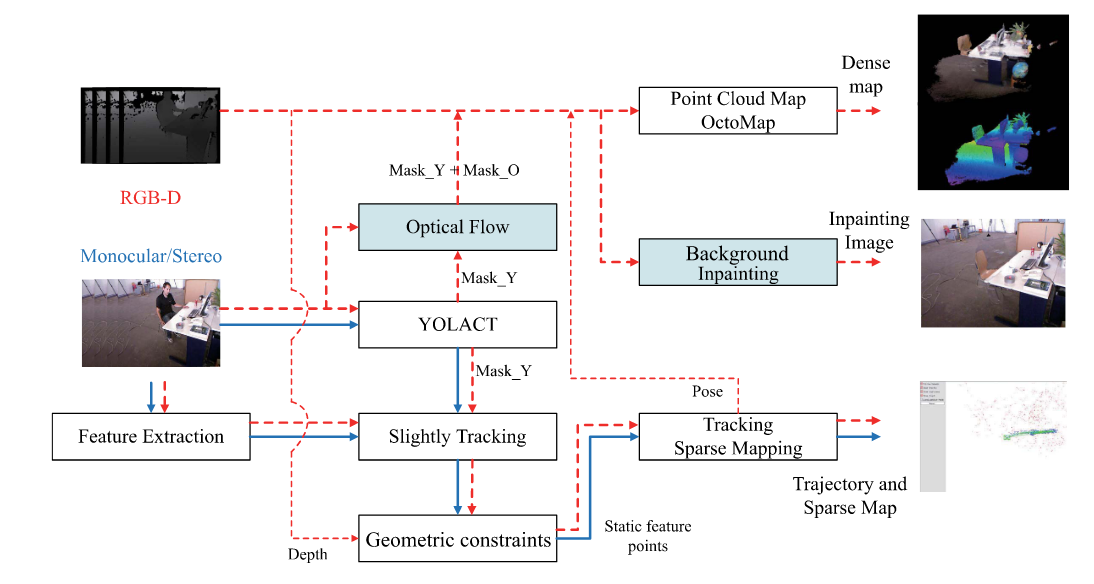 Dense
map
Point Cloud Map
OctoMap
Mask_Y + Mask_O
RGB-D
Optical Flow
Inpainting
Image
Monocular/Stereo
Background
Inpainting
Mask_Y
YOLACT
Mask_Y
Pose
Feature Extraction
Slightly Tracking
Tracking
Sparse Mapping
Trajectory and
Sparse Map
Static feature
points
Geometric constraints
Depth